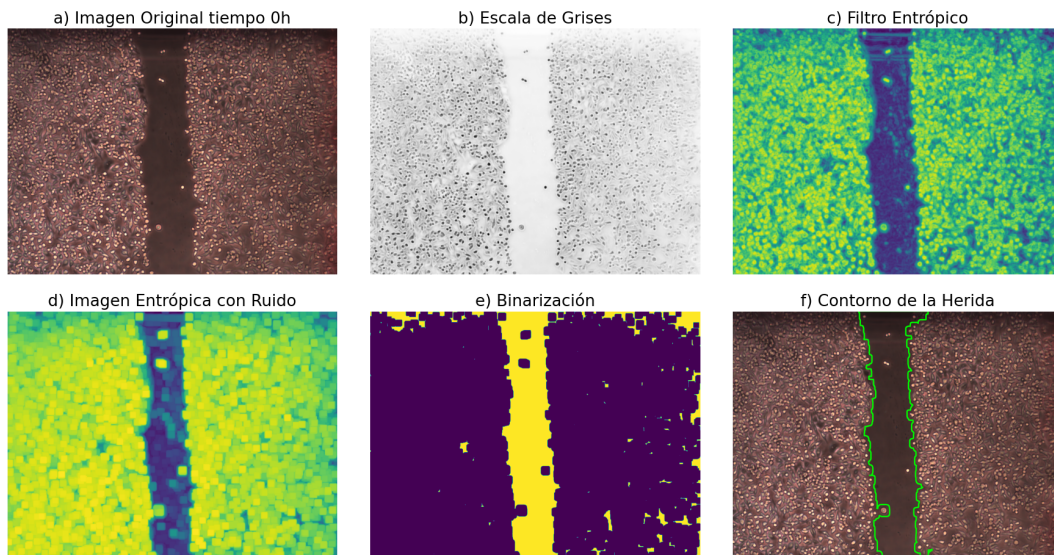 a) Imagen Original tiempo 0h
b) Escala de Grises
c) Filtro Entrópico
d) Imagen Entrópica con Ruido
e) Binarización
f) Contorno de la Herida